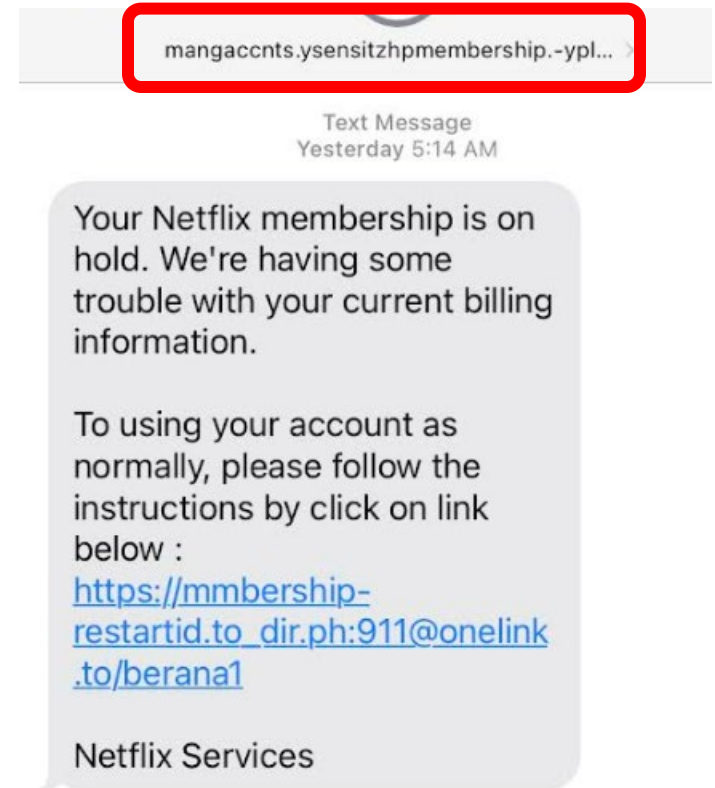 mangaccnts.ysensitzhpmembership.-ypl...
Text Message
Yesterday 5:14 AM
Your Netflix membership is on
hold. We're having some
trouble with your current billing
information.
To using your account as
normally, please follow the
instructions by click on link
below :
https://mmbership-
restartid.to_dir.ph:911@onelink
.to/berana1
Netflix Services